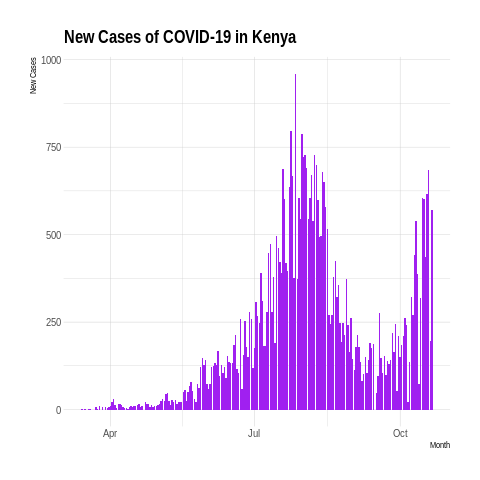 New Cases of COVID-19 in Kenya
New Cases
1000
750
500
250
0
Apr
Jul
Oct
Month